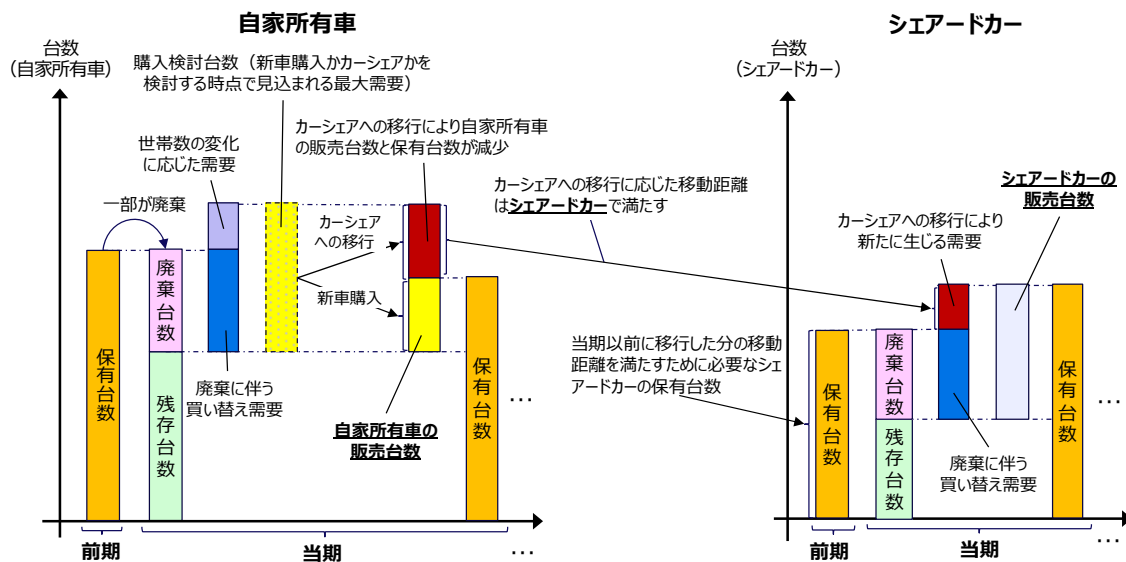 自家所有車
台数
(自家所有車)
購入検討台数(新車購入かカーシェアかを
検討する時点で見込まれる最大需要)
世帯数の変化
に応じた需要
カーシェアへの移行により自家所有車
の販売台数と保有台数が減少
一部が廃棄
カーシェア
への移行
新車購入
保有台数
廃棄台数
残存台数
廃棄に伴う
買い替え需要
自家所有車の
販売台数
保有台数
…
前期
当期
…
カーシェアへの移行に応じた移動距離
はシェアードカーで満たす
シェアードカー
台数
(シェアードカー)
シェアードカーの
販売台数
カーシェアへの移行により
新たに生じる需要
当期以前に移行した分の移動
距離を満たすために必要なシェ
アードカーの保有台数
保有台数
廃棄台数
残存台数
廃棄に伴う
買い替え需要
保有台数
…
前期
当期
…